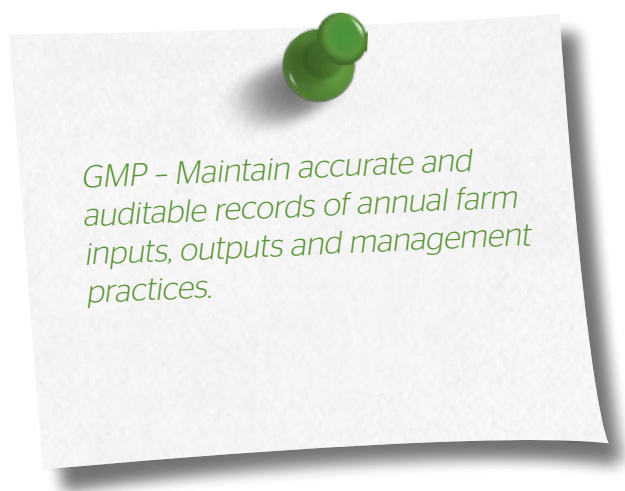 GMP – Maintain accurate and
auditable records of annual farm
inputs, outputs and management
practices.